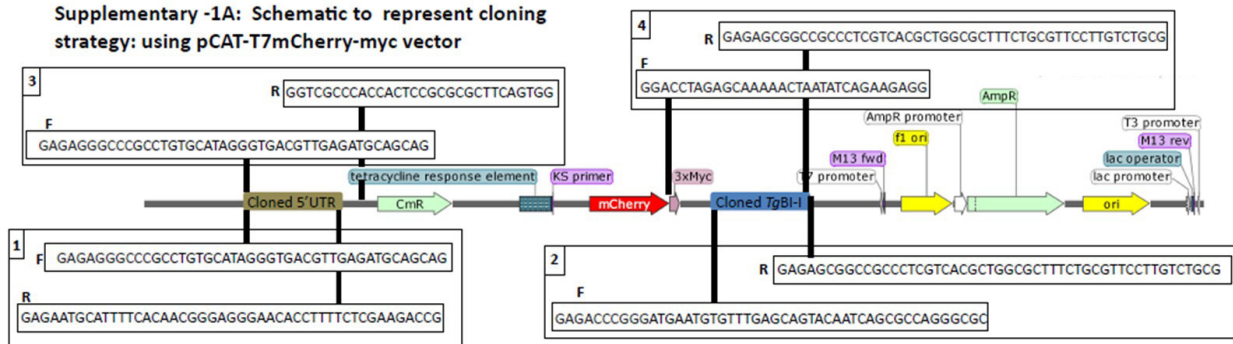 Supplementary -1A: Schematic to represent cloning
strategy: using pCAT-T7mCherry-myc vector
3
R GGTCGCCCACCACTCCGCGCGCTTCAGTGG
F
GAGAGGGCCCGCCTGTGCATAGGGTGACGTTGAGATGCAGCAG
4
R GAGAGCGGCCGCCCTCGTCACGCTGGCGCTTTCTGCGTTCCTTGTCTGCG
F
GGACCTAGAGCAAAAACTAATATCAGAAGAGG
AmpR
AmpR promoter
f1 ori
T3 promoter
M13 rev
M13 fwd
lac operator
tetracycline response element
KS primer
3xMyc
T7 promoter
lac promoter
Cloned 5'UTR
CmR
mCherry
Cloned TgBI-I
ori
1
F GAGAGGGCCCGCCTGTGCATAGGGTGACGTTGAGATGCAGCAG
R
GAGAATGCATTTTCACAACGGGAGGGAACACCTTTTCTCGAAGACCG
2
R GAGAGCGGCCGCCCTCGTCACGCTGGCGCTTTCTGCGTTCCTTGTCTGCG
F
GAGACCCGGGATGAATGTGTTTGAGCAGTACAATCAGCGCCAGGGCGC